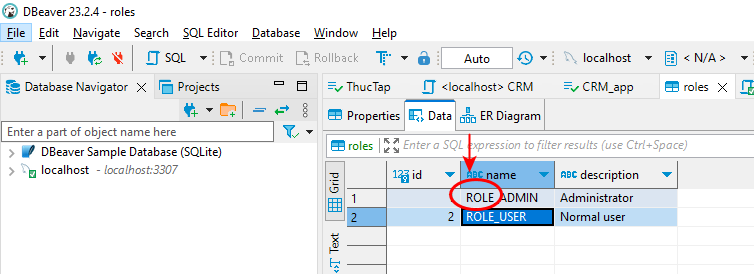 DBeaver 23.2.4 - roles
File Edit Navigate Search SQL Editor Database Window Help
SQL Commit Rollback Auto localhost < N/A >
Database Navigator Projects
ThucTap <localhost> CRM CRM_app roles
Properties Data ER Diagram
Enter a part of object name here
roles Enter a SQL expression to filter results (use Ctrl+Space)
DBeaver Sample Database (SQLite)
localhost - localhost:3307
Grid
Text
123 id ABC name ABC description
1 ROLE_ADMIN Administrator
2 2 ROLE_USER Normal user